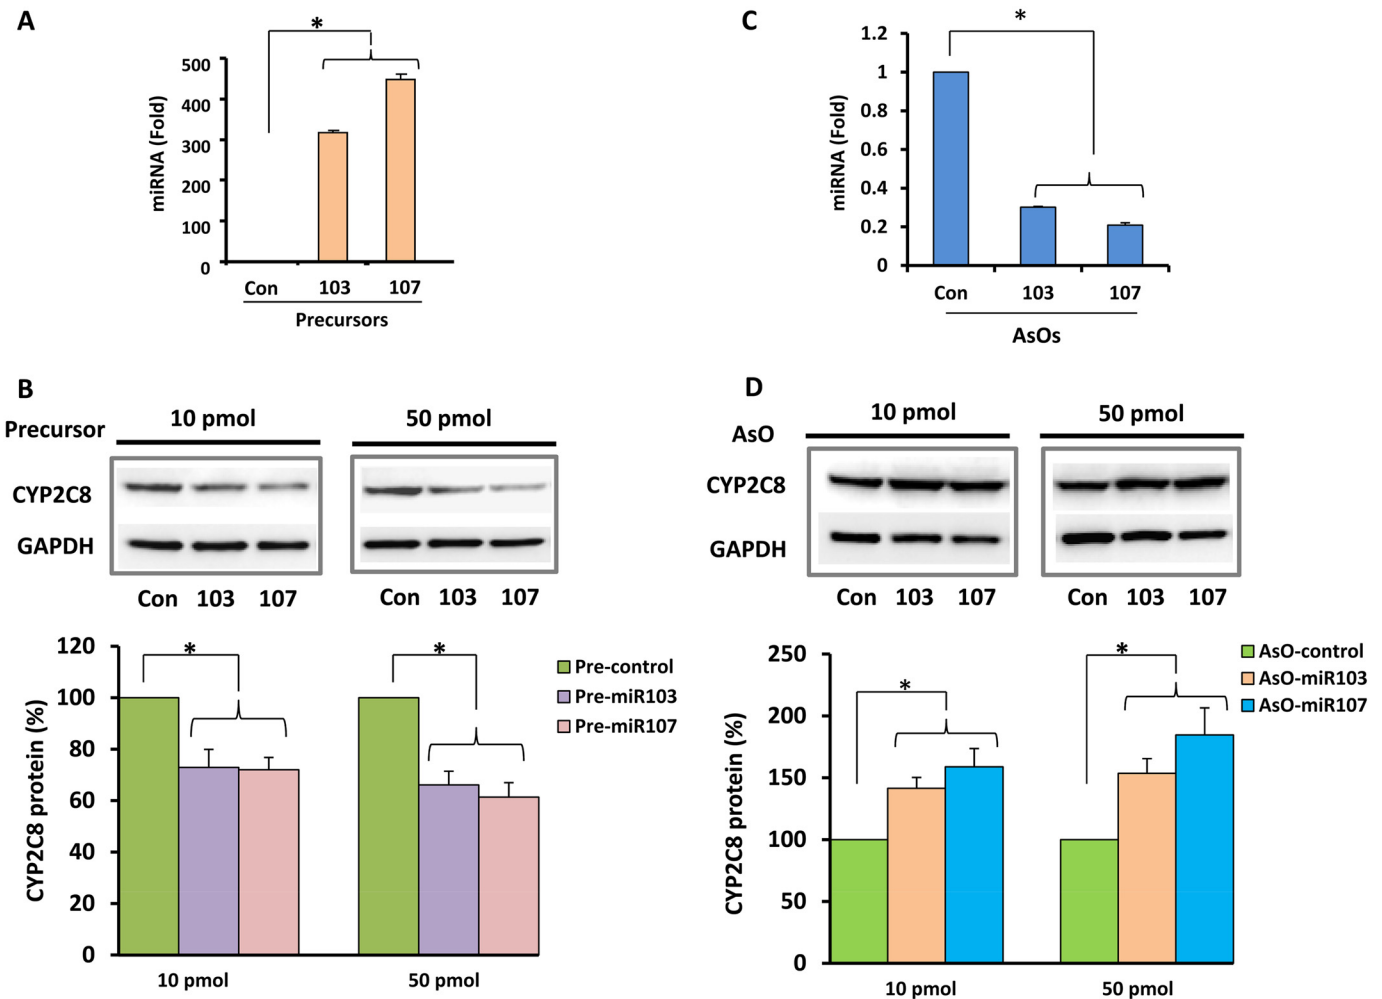 A
*
500
400
300
200
100
0
miRNA (Fold)
Con 103 107
Precursors
C
*
1.2
1
0.8
0.6
0.4
0.2
0
miRNA (Fold)
Con 103 107
AsOs
B
10 pmol 50 pmol
Precursor
CYP2C8
GAPDH
Con 103 107 Con 103 107
120
100
80
60
40
20
0
CYP2C8 protein (%)
* *
Pre-control
Pre-miR103
Pre-miR107
10 pmol 50 pmol
D
10 pmol 50 pmol
AsO
CYP2C8
GAPDH
Con 103 107 Con 103 107
250
200
150
100
50
0
CYP2C8 protein (%)
* *
AsO-control
AsO-miR103
AsO-miR107
10 pmol 50 pmol